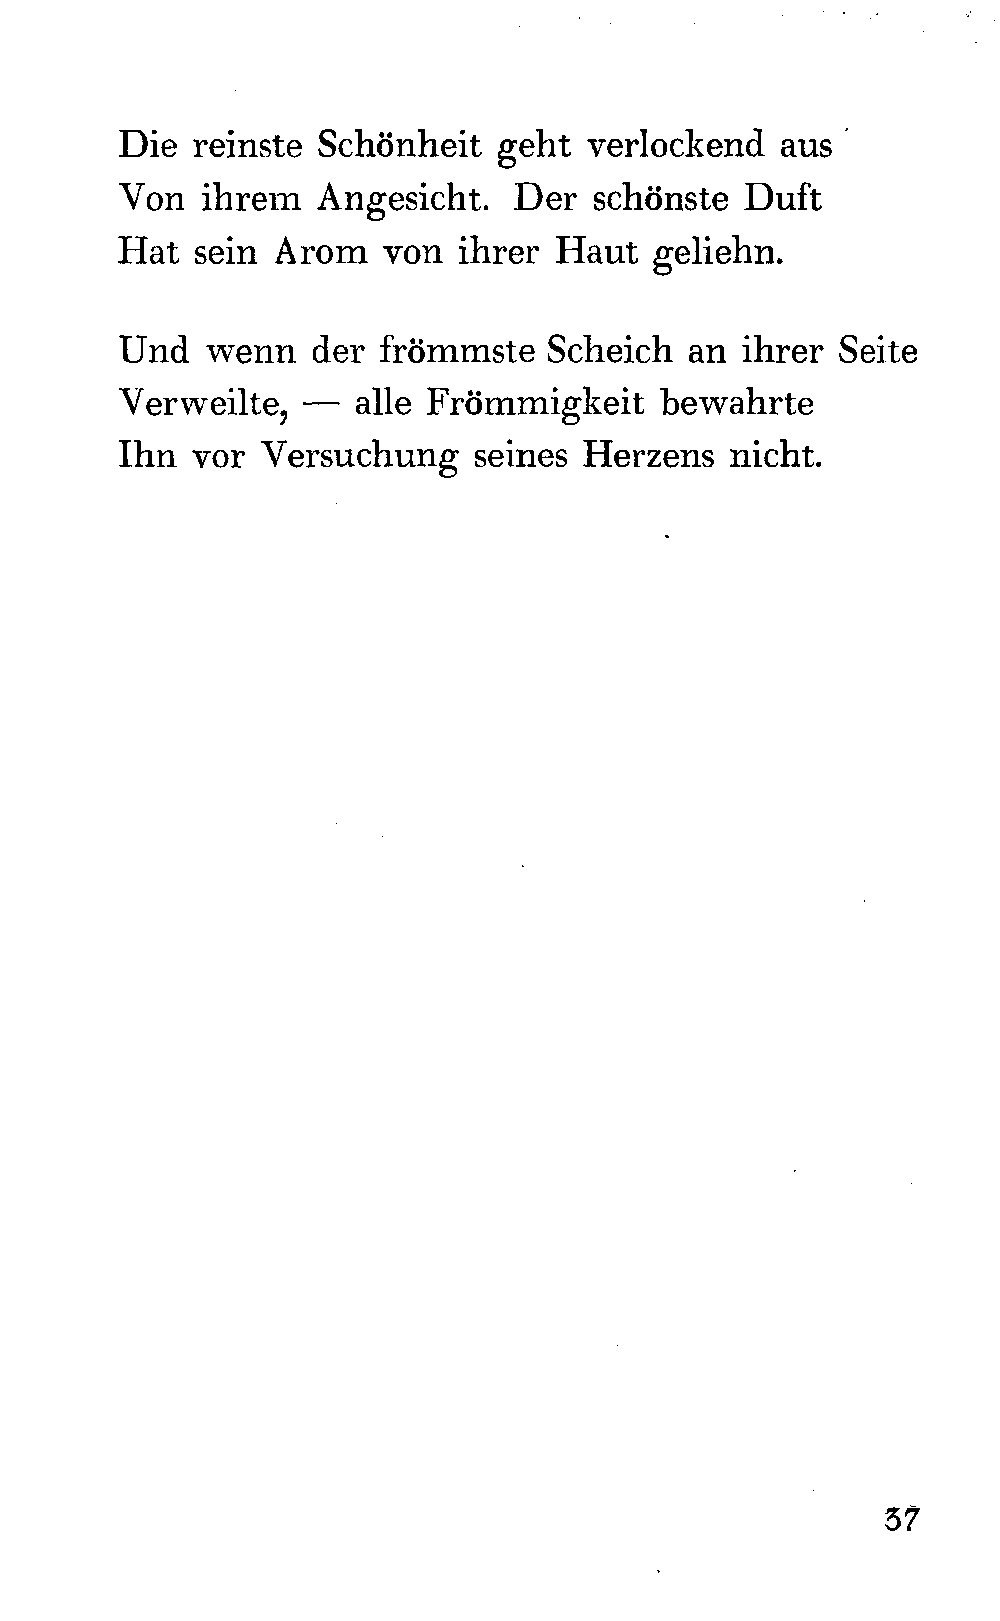 Die reinste Schönheit geht verlockend aus
Von ihrem Angesicht. Der schönste Duft
Hat sein Arom von ihrer Haut geliehn.
Und wenn der frömmste Scheich an ihrer Seite
Verweilte, — alle Frömmigkeit bewahrte
Ihn vor Versuchung seines Herzens nicht.
37